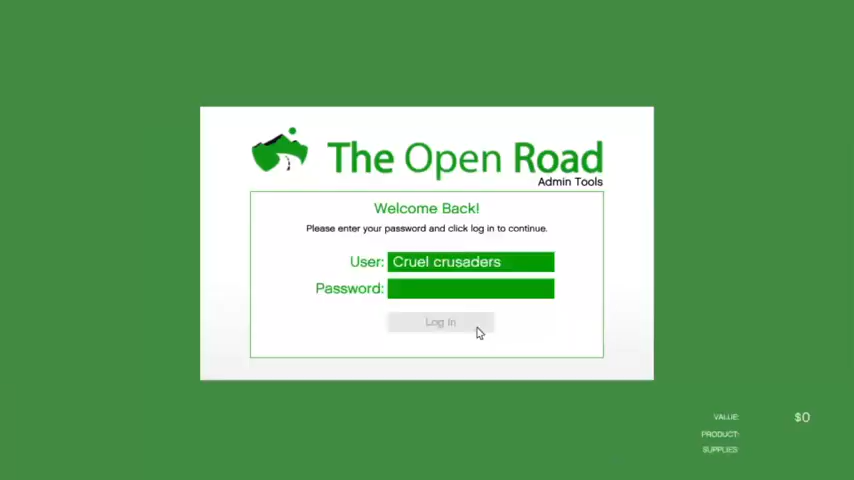 The Open Road
Admin Tools
Welcome Back!
Please enter your password and click log in to continue.
User: Cruel crusaders
Password:
Log In
VALUE: $0
PRODUCT:
SUPPLIES: